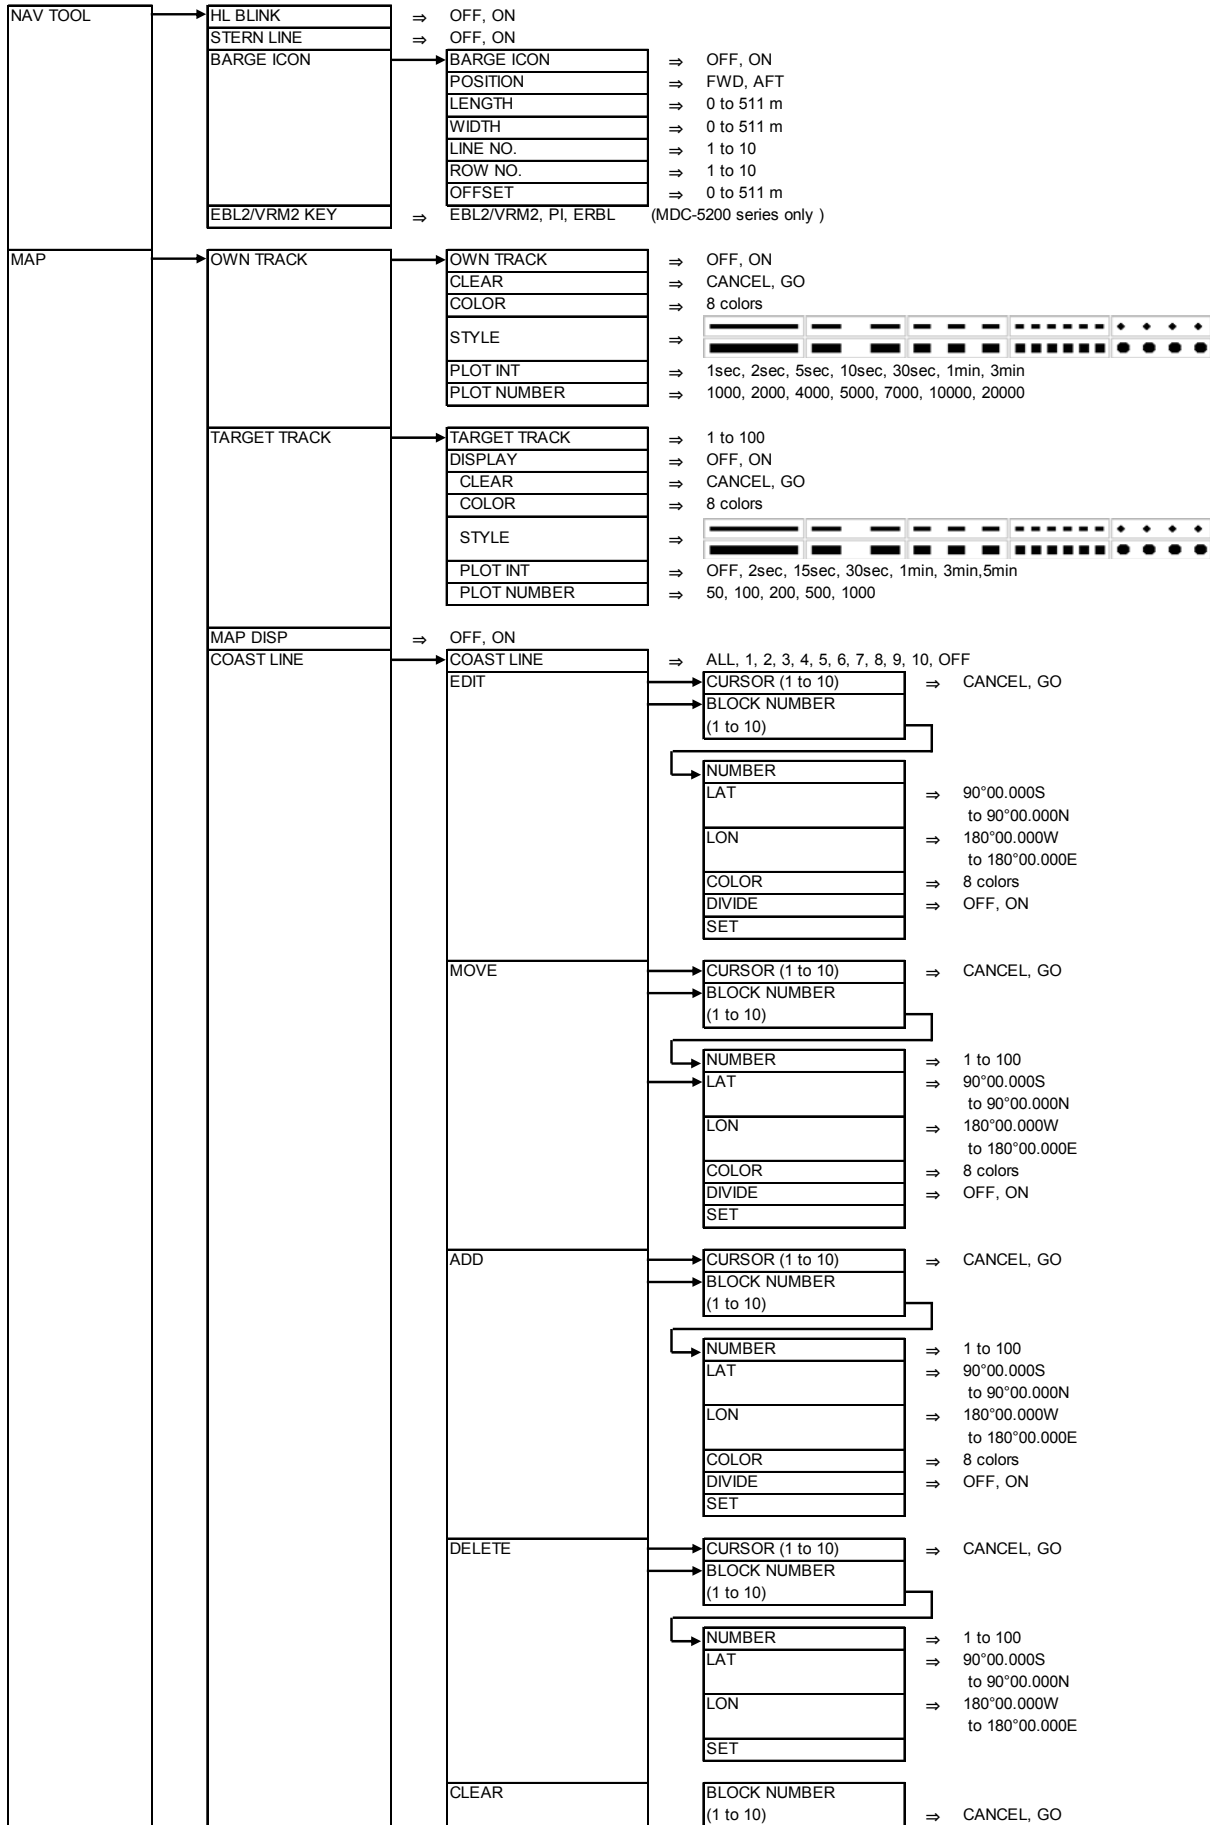 NAV TOOL HL BLINK ⇒ OFF, ON
STERN LINE ⇒ OFF, ON
BARGE ICON BARGE ICON ⇒ OFF, ON
POSITION ⇒ FWD, AFT
LENGTH ⇒ 0 to 511 m
WIDTH ⇒ 0 to 511 m
LINE NO. ⇒ 1 to 10
ROW NO. ⇒ 1 to 10
OFFSET ⇒ 0 to 511 m
EBL2/VRM2 KEY ⇒ EBL2/VRM2, PI, ERBL (MDC-5200 series only )
MAP OWN TRACK OWN TRACK ⇒ OFF, ON
CLEAR ⇒ CANCEL, GO
COLOR ⇒ 8 colors
STYLE ⇒
PLOT INT ⇒ 1sec, 2sec, 5sec, 10sec, 30sec, 1min, 3min
PLOT NUMBER ⇒ 1000, 2000, 4000, 5000, 7000, 10000, 20000
TARGET TRACK TARGET TRACK ⇒ 1 to 100
DISPLAY ⇒ OFF, ON
CLEAR ⇒ CANCEL, GO
COLOR ⇒ 8 colors
STYLE ⇒
PLOT INT ⇒ OFF, 2sec, 15sec, 30sec, 1min, 3min,5min
PLOT NUMBER ⇒ 50, 100, 200, 500, 1000
MAP DISP ⇒ OFF, ON
COAST LINE COAST LINE ⇒ ALL, 1, 2, 3, 4, 5, 6, 7, 8, 9, 10, OFF
EDIT CURSOR (1 to 10) ⇒ CANCEL, GO
BLOCK NUMBER
(1 to 10)
NUMBER
LAT ⇒ 90°00.000S
to 90°00.000N
LON ⇒ 180°00.000W
to 180°00.000E
COLOR ⇒ 8 colors
DIVIDE ⇒ OFF, ON
SET
MOVE CURSOR (1 to 10) ⇒ CANCEL, GO
BLOCK NUMBER
(1 to 10)
NUMBER ⇒ 1 to 100
LAT ⇒ 90°00.000S
to 90°00.000N
LON ⇒ 180°00.000W
to 180°00.000E
COLOR ⇒ 8 colors
DIVIDE ⇒ OFF, ON
SET
ADD CURSOR (1 to 10) ⇒ CANCEL, GO
BLOCK NUMBER
(1 to 10)
NUMBER ⇒ 1 to 100
LAT ⇒ 90°00.000S
to 90°00.000N
LON ⇒ 180°00.000W
to 180°00.000E
COLOR ⇒ 8 colors
DIVIDE ⇒ OFF, ON
SET
DELETE CURSOR (1 to 10) ⇒ CANCEL, GO
BLOCK NUMBER
(1 to 10)
NUMBER ⇒ 1 to 100
LAT ⇒ 90°00.000S
to 90°00.000N
LON ⇒ 180°00.000W
to 180°00.000E
SET
CLEAR BLOCK NUMBER
(1 to 10) ⇒ CANCEL, GO